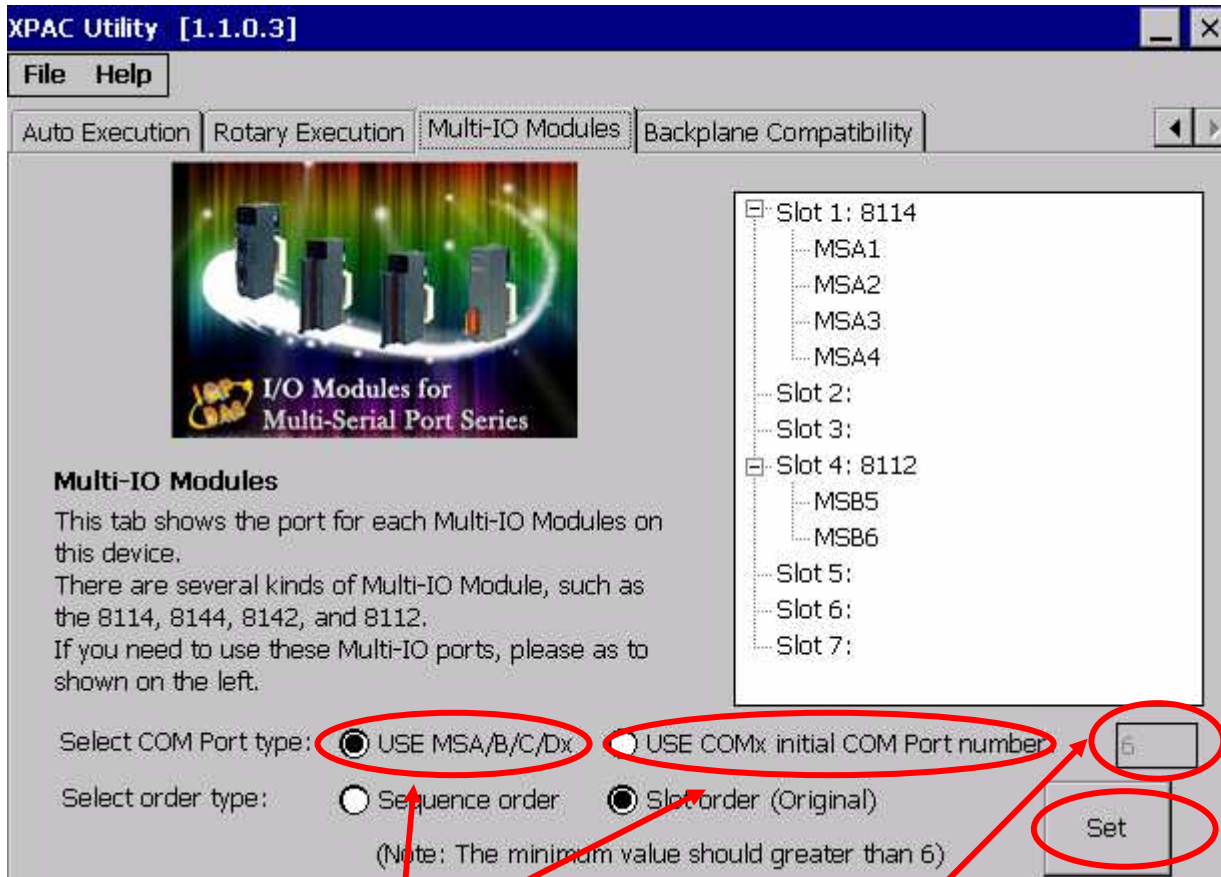 XPAC Utility [1.1.0.3]
File Help
Auto Execution Rotary Execution Multi-IO Modules Backplane Compatibility
I/O Modules for
Multi-Serial Port Series
Slot 1: 8114
MSA1
MSA2
MSA3
MSA4
Slot 2:
Slot 3:
Slot 4: 8112
MSB5
MSB6
Slot 5:
Slot 6:
Slot 7:
Multi-IO Modules
This tab shows the port for each Multi-IO Modules on
this device.
There are several kinds of Multi-IO Module, such as
the 8114, 8144, 8142, and 8112.
If you need to use these Multi-IO ports, please as to
shown on the left.
Select COM Port type: USE MSA/B/C/Dx USE COMx initial COM Port number 6
Select order type: Sequence order Slot order (Original)
Set
(Note: The minimum value should greater than 6)